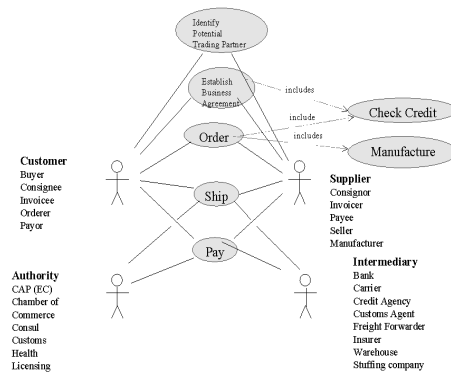 Identify
Potential
Trading Partner
Establish
Business
Agreement
includes
include
includes
Check Credit
Order
Manufacture
Customer
Buyer
Consignee
Invoicee
Orderer
Payor
Ship
Supplier
Consignor
Invoicer
Payee
Seller
Manufacturer
Pay
Authority
CAP (EC)
Chamber of
Commerce
Consul
Customs
Health
Licensing
Intermediary
Bank
Carrier
Credit Agency
Customs Agent
Freight Forwarder
Insurer
Warehouse
Stuffing company